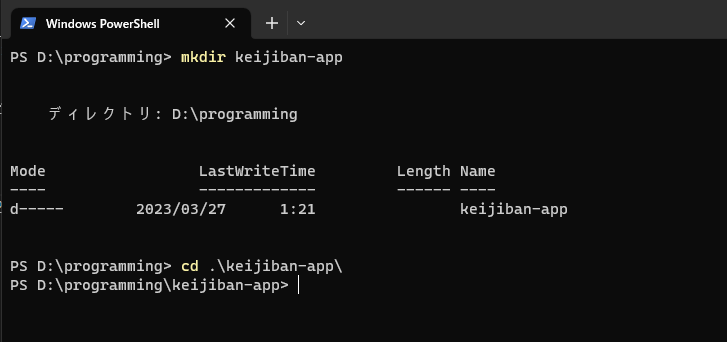 Windows PowerShell
PS D:\programming> mkdir keijiban-app
ディレクトリ: D:\programming
Mode                 LastWriteTime         Length Name
----                 -------------         ------ ----
d-----        2023/03/27      1:21                keijiban-app
PS D:\programming> cd .\keijiban-app\
PS D:\programming\keijiban-app>